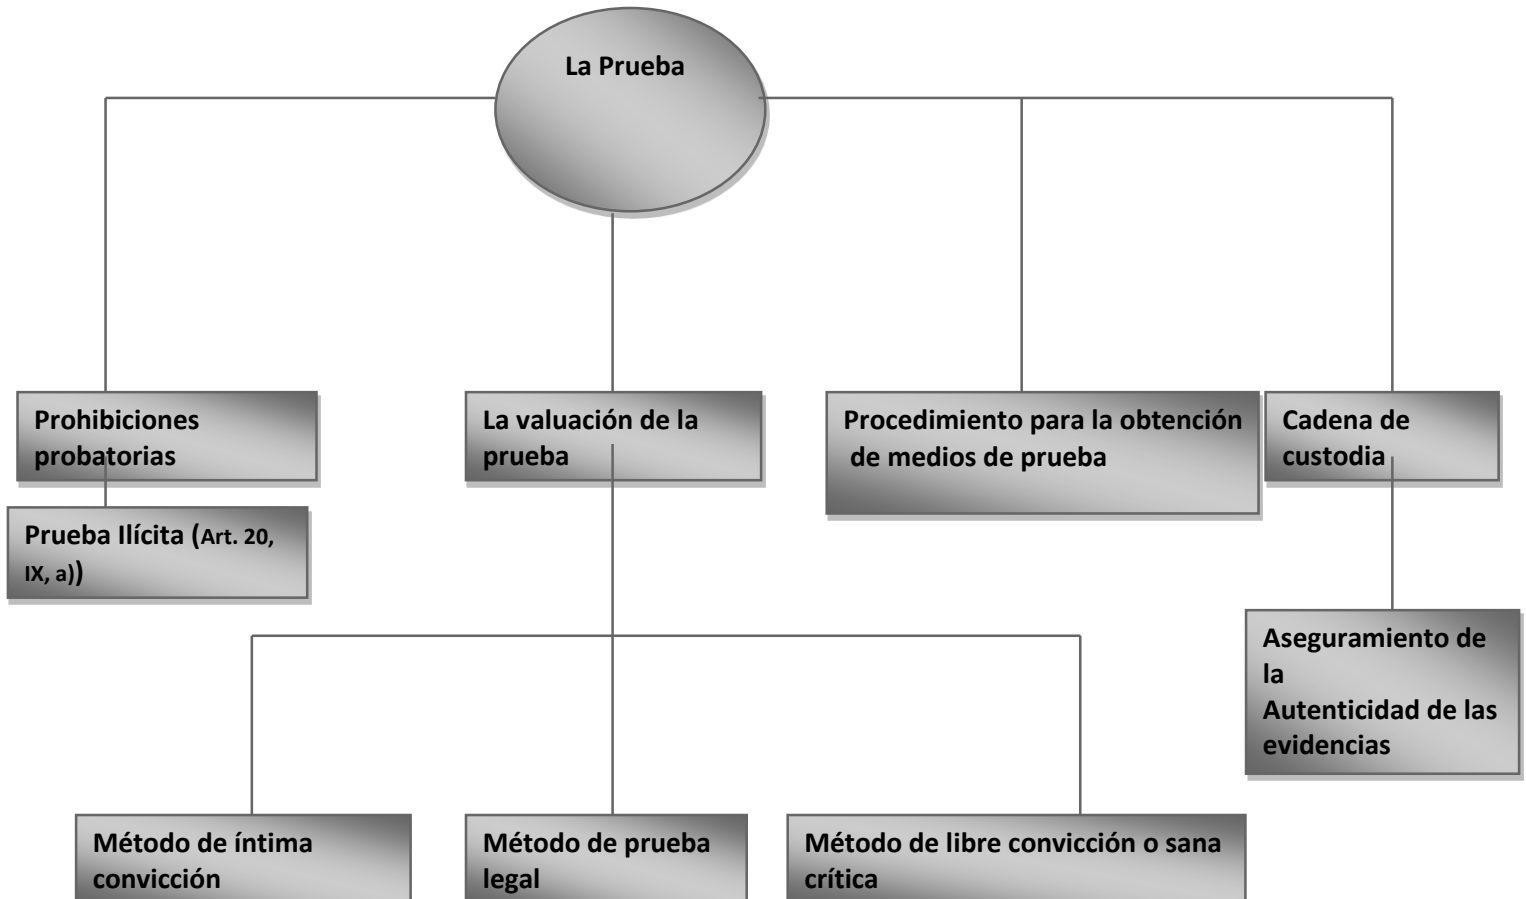 La Prueba
Prohibiciones
probatorias
La valuación de la
prueba
Procedimiento para la obtención
de medios de prueba
Cadena de
custodia
Prueba Ilícita (Art. 20,
IX, a))
Aseguramiento de
la
Autenticidad de las
evidencias
Método de íntima
convicción
Método de prueba
legal
Método de libre convicción o sana
crítica